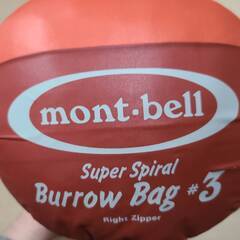 mont·bell
Super Spiral
Burrow Bag #3
Right Zipper